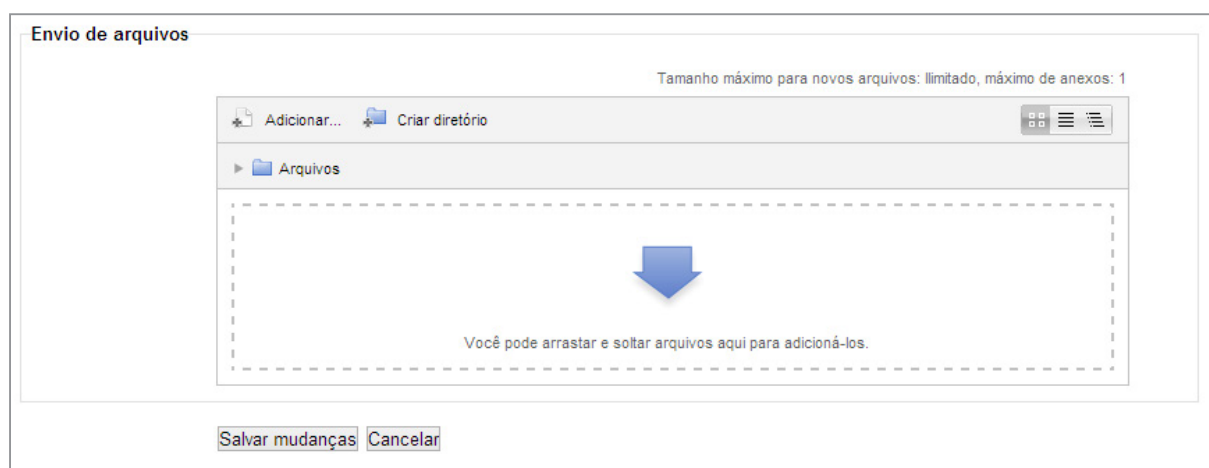 Envio de arquivos
Tamanho máximo para novos arquivos: Ilimitado, máximo de anexos: 1
Adicionar... Criar diretório
Arquivos
Você pode arrastar e soltar arquivos aqui para adicioná-los.
Salvar mudanças Cancelar